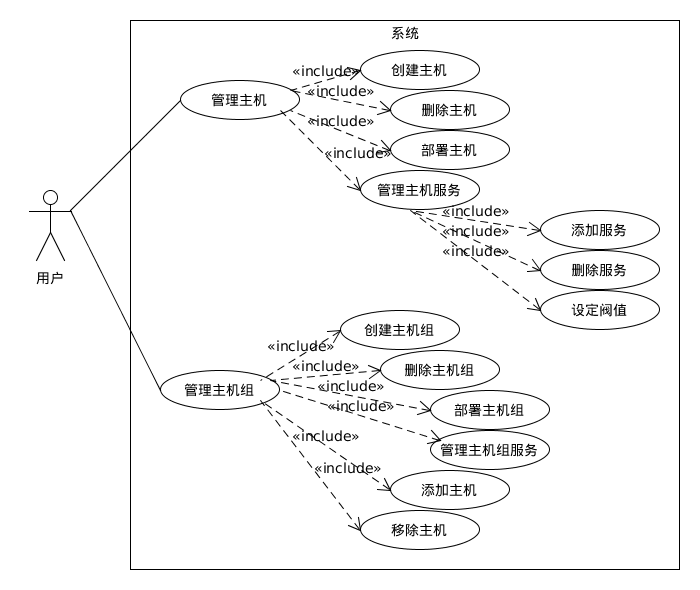 系统
«include»
创建主机
管理主机
«include»
删除主机
«include»
部署主机
«include»
管理主机服务
«include»
添加服务
«include»
删除服务
«include»
设定阀值
用户
«include»
创建主机组
«include»
删除主机组
管理主机组
«include»
部署主机组
«include»
管理主机组服务
«include»
添加主机
«include»
移除主机